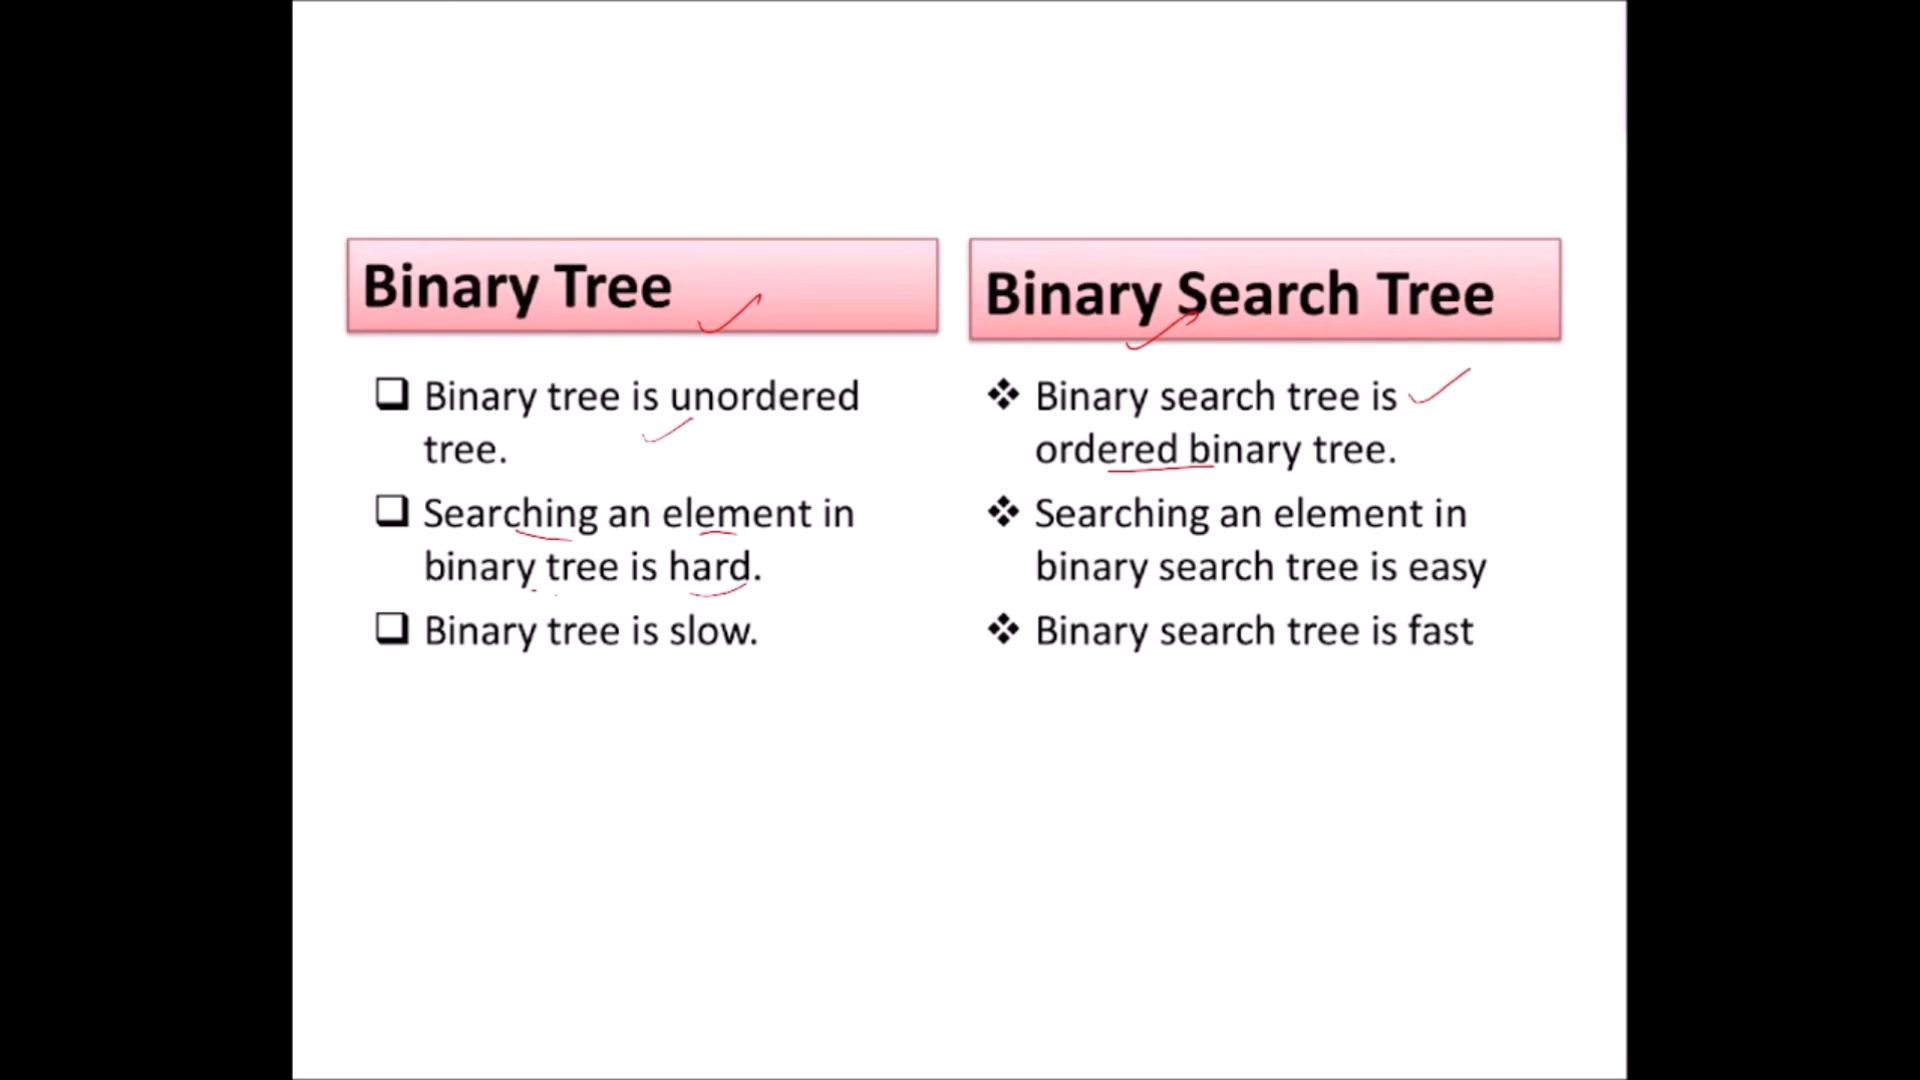 Binary Tree
Binary tree is unordered
tree.
Searching an element in
binary tree is hard.
Binary tree is slow.
Binary Search Tree
Binary search tree is
ordered binary tree.
Searching an element in
binary search tree is easy
Binary search tree is fast